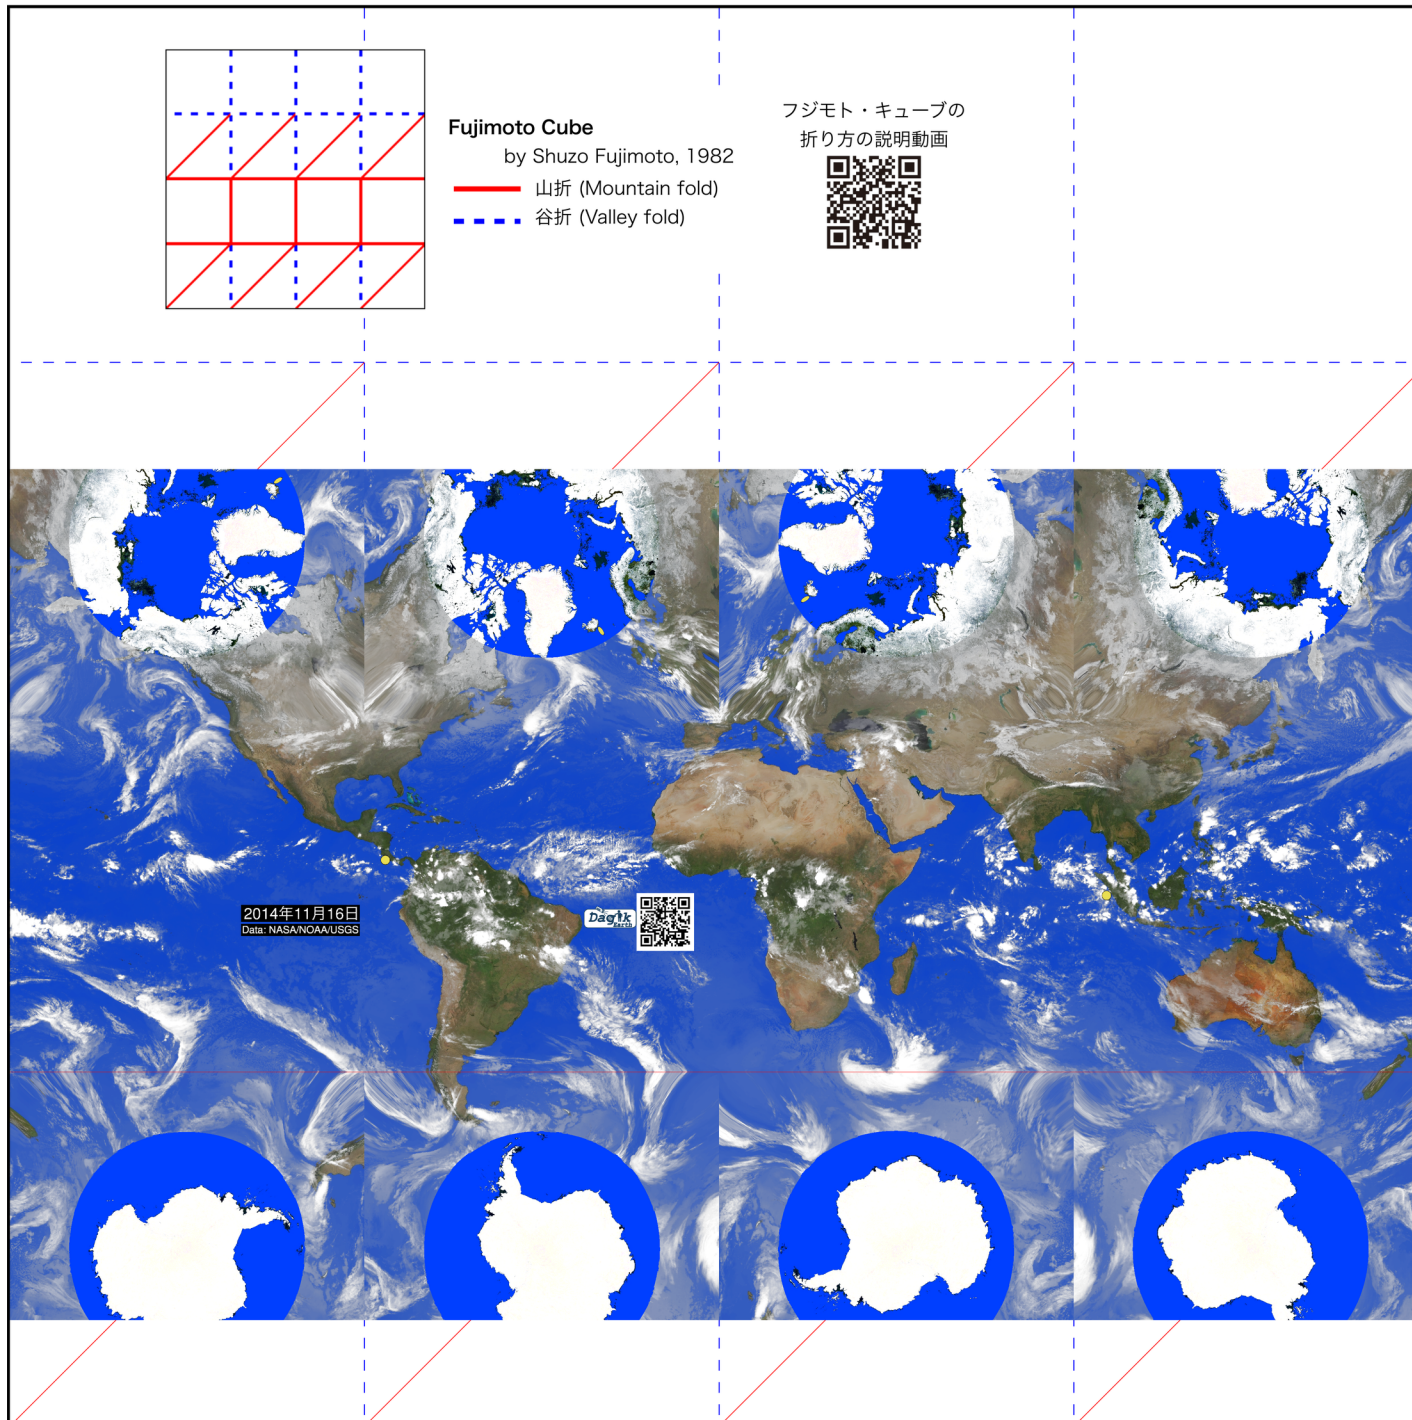 Fujimoto Cube
by Shuzo Fujimoto, 1982
山折 (Mountain fold)
谷折 (Valley fold)
フジモト・キューブの
折り方の説明動画
2014年11月16日
Data: NASA/NOAA/USGS
Dagik
Earth